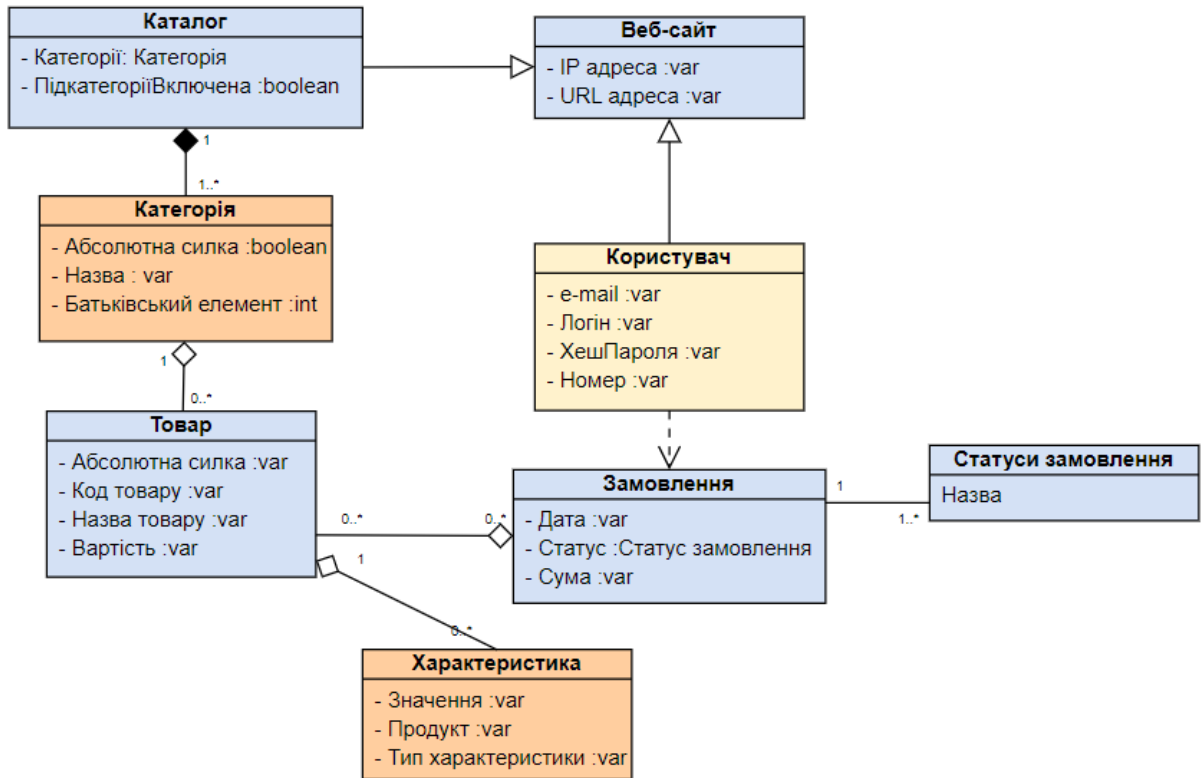 Каталог
- Категорії: Категорія
- ПідкатегоріїВключена :boolean
Веб-сайт
- IP адреса :var
- URL адреса :var
1
1..*
Категорія
- Абсолютна силка :boolean
- Назва : var
- Батьківський елемент :int
Користувач
- e-mail :var
- Логін :var
- ХешПароля :var
- Номер :var
1
0..*
Товар
- Абсолютна силка :var
- Код товару :var
- Назва товару :var
- Вартість :var
0..*
0..*
Замовлення
- Дата :var
- Статус :Статус замовлення
- Сума :var
1
1..*
Статуси замовлення
Назва
1
0..*
Характеристика
- Значення :var
- Продукт :var
- Тип характеристики :var